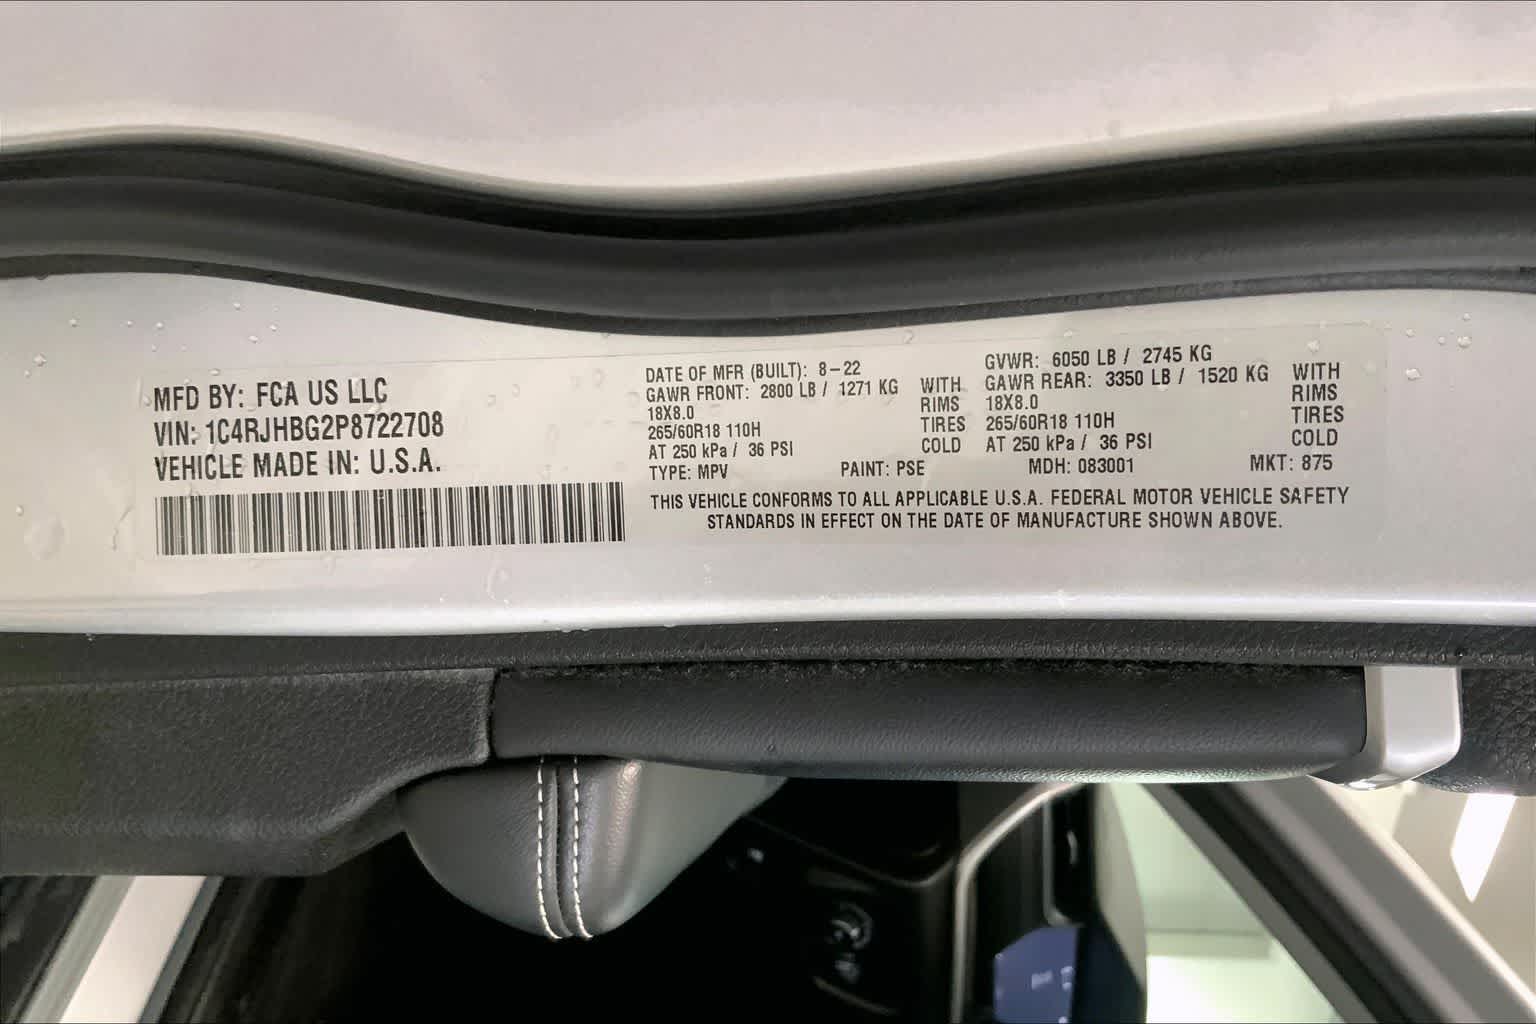 MFD BY: FCA US LLC
VIN: 1C4RJHBG2P8722708
VEHICLE MADE IN: U.S.A.
DATE OF MFR (BUILT): 8-22
GAWR FRONT: 2800 LB / 1271 KG WITH
18X8.0 RIMS
265/60R18 110H TIRES
AT 250 kPa / 36 PSI COLD
GVWR: 6050 LB / 2745 KG
GAWR REAR: 3350 LB / 1520 KG WITH
18X8.0 RIMS
265/60R18 110H TIRES
AT 250 kPa / 36 PSI COLD
TYPE: MPV PAINT: PSE MDH: 083001 MKT: 875
THIS VEHICLE CONFORMS TO ALL APPLICABLE U.S.A. FEDERAL MOTOR VEHICLE SAFETY
STANDARDS IN EFFECT ON THE DATE OF MANUFACTURE SHOWN ABOVE.